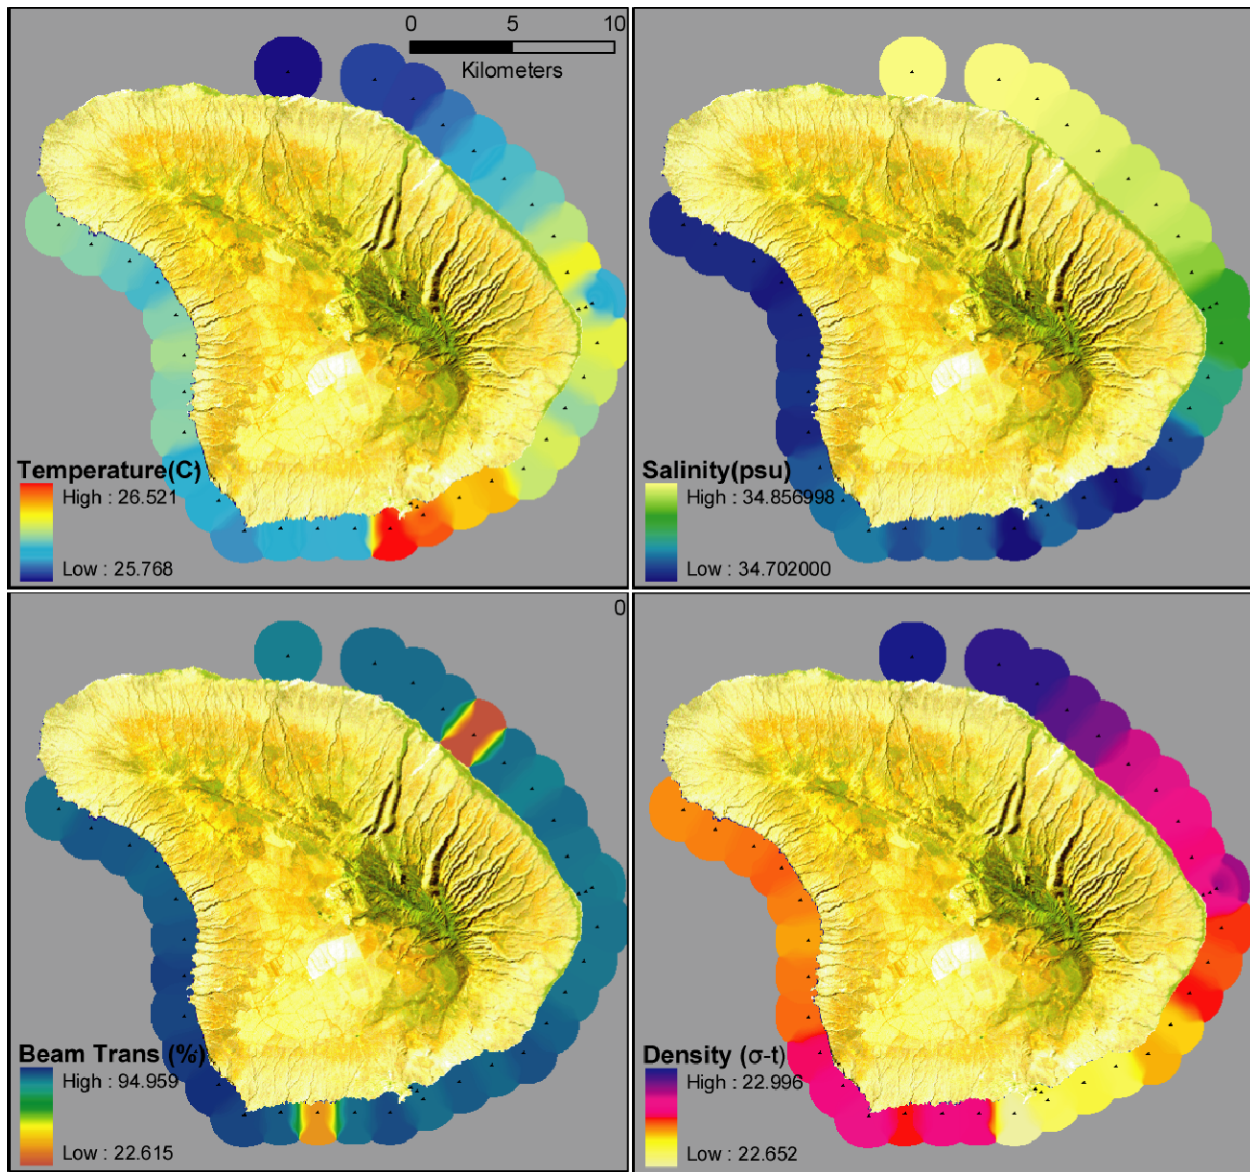 0 5 10
Kilometers
Temperature(C)
High : 26.521
Low : 25.768
Salinity(psu)
High : 34.856998
Low : 34.702000
0
Beam Trans (%)
High : 94.959
Low : 22.615
Density (σ-t)
High : 22.996
Low : 22.652